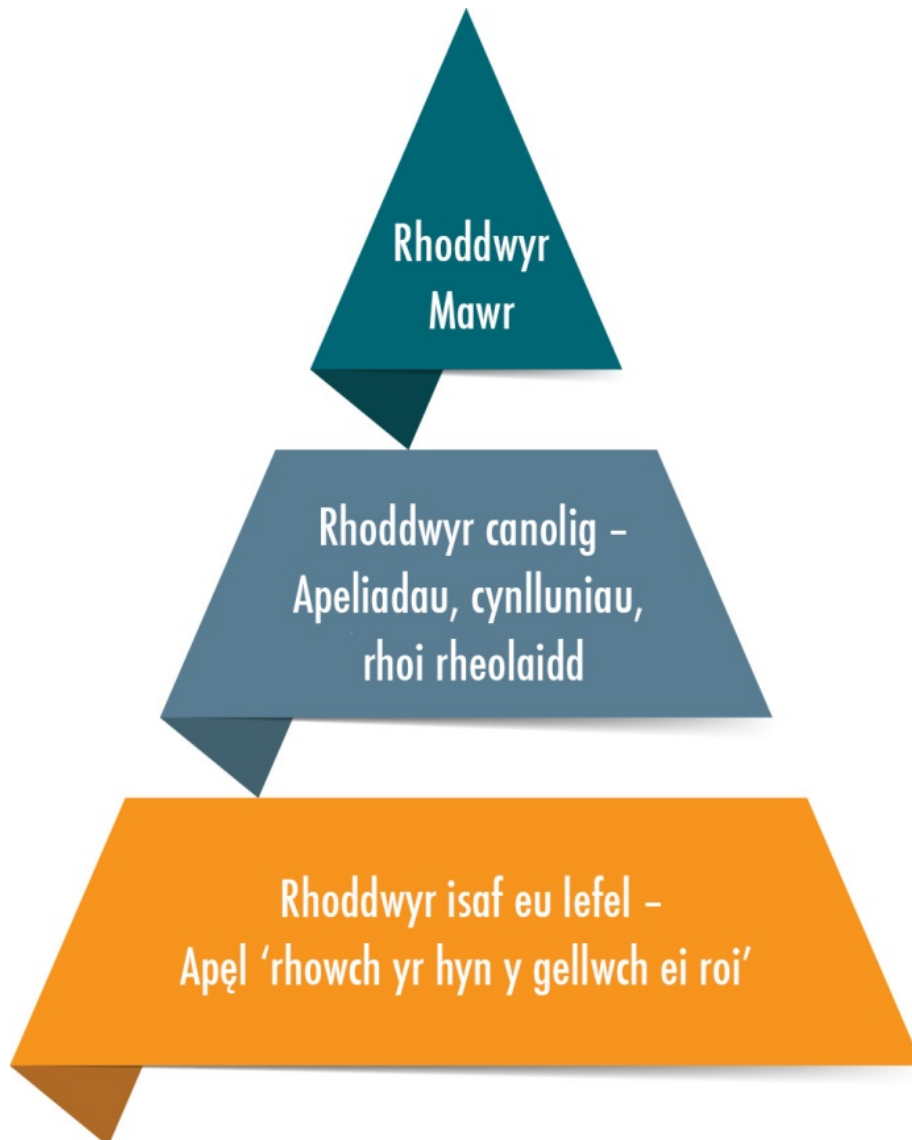 Rhoddwyr
Mawr
Rhoddwyr canolig –
Apeliadau, cynlluniau,
rhoi rheolaidd
Rhoddwyr isaf eu lefel –
Apęl ‘rhowch yr hyn y gellwch ei roi’